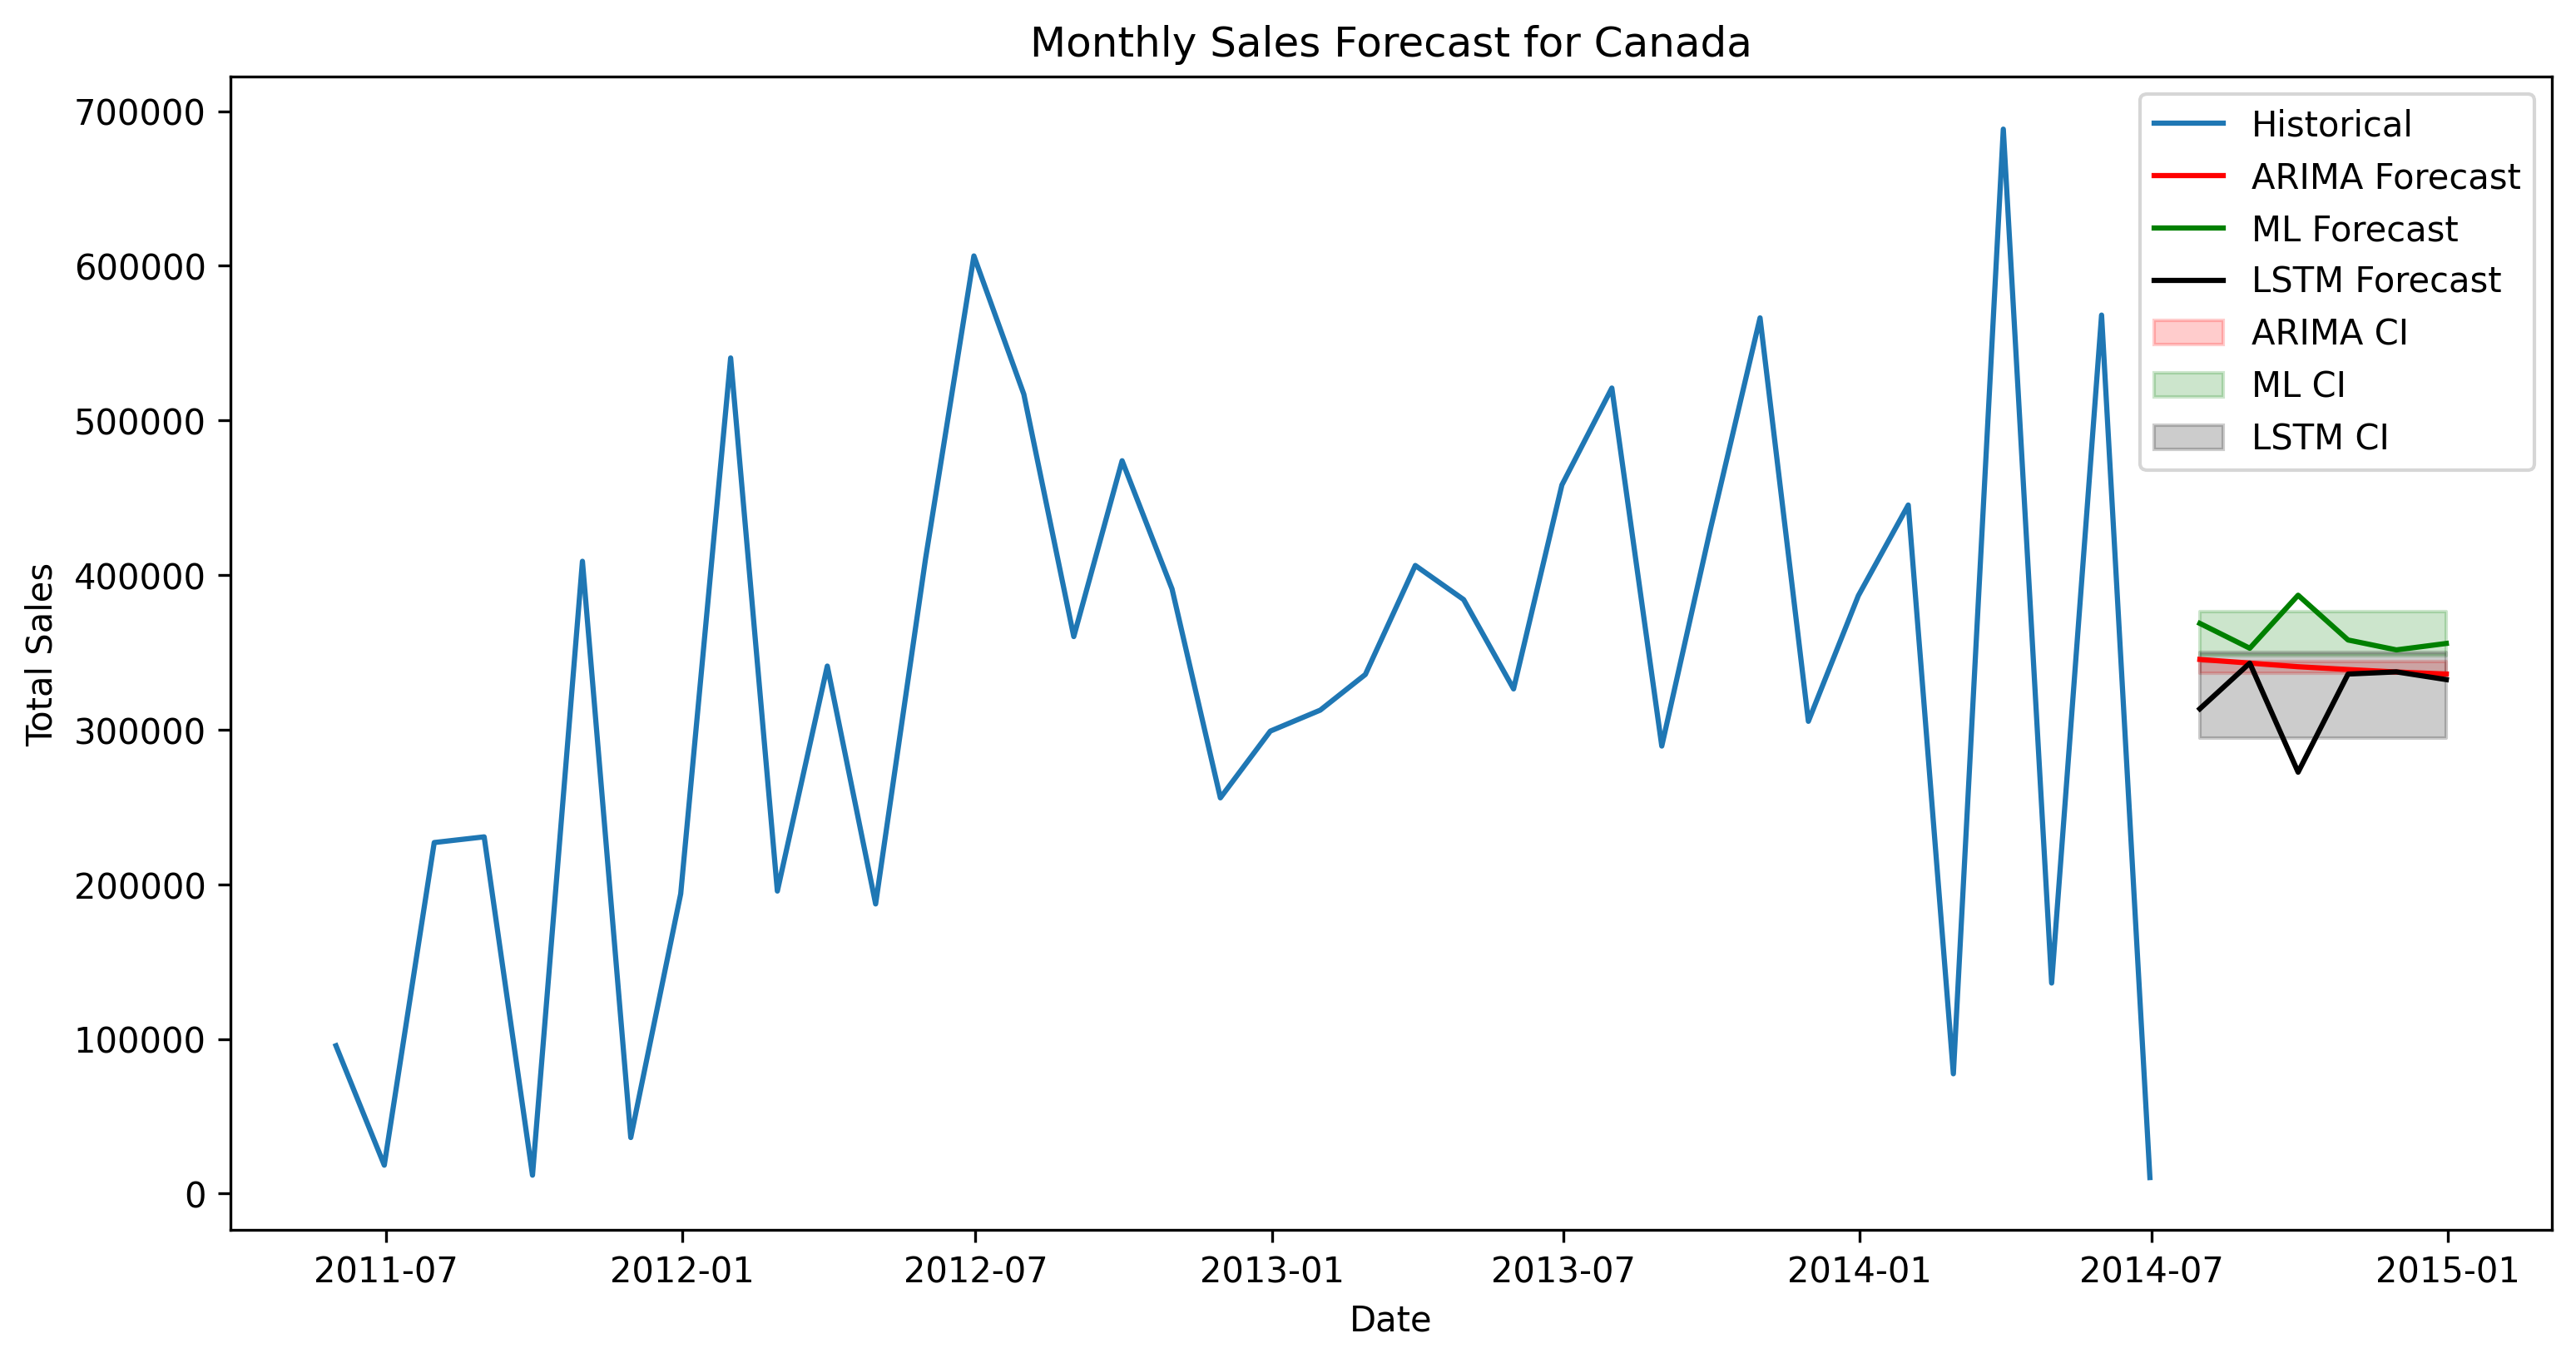 Monthly Sales Forecast for Canada
700000
600000
500000
400000
300000
200000
100000
0
Total Sales
Historical
ARIMA Forecast
ML Forecast
LSTM Forecast
ARIMA CI
ML CI
LSTM CI
2011-07 2012-01 2012-07 2013-01 2013-07 2014-01 2014-07 2015-01
Date